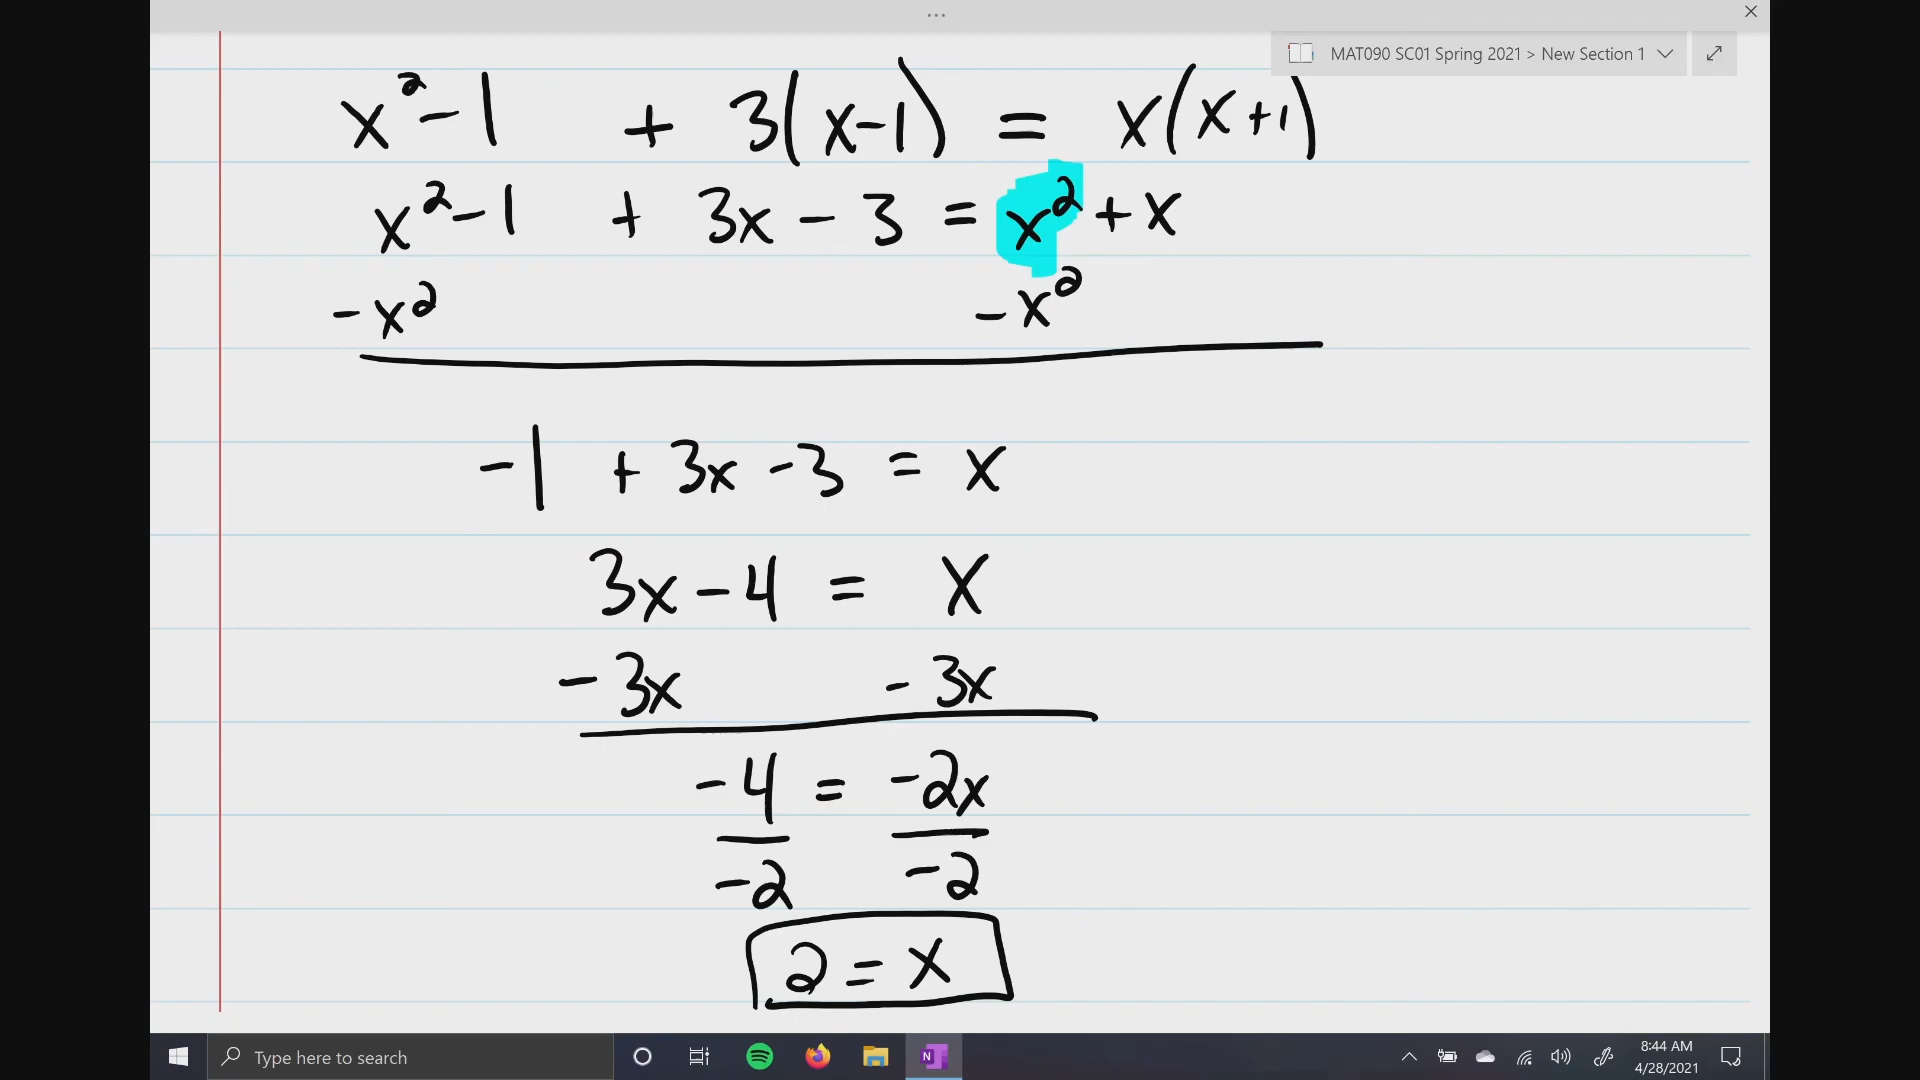 MAT090 SC01 Spring 2021 > New Section 1
x² - 1 + 3(x-1) = x(x+1)
x² - 1 + 3x - 3 = x² + x
- x² - x²
-1 + 3x - 3 = x
3x - 4 = x
- 3x - 3x
-4 = -2x
-2 -2
2 = x
Type here to search
8:44 AM
4/28/2021